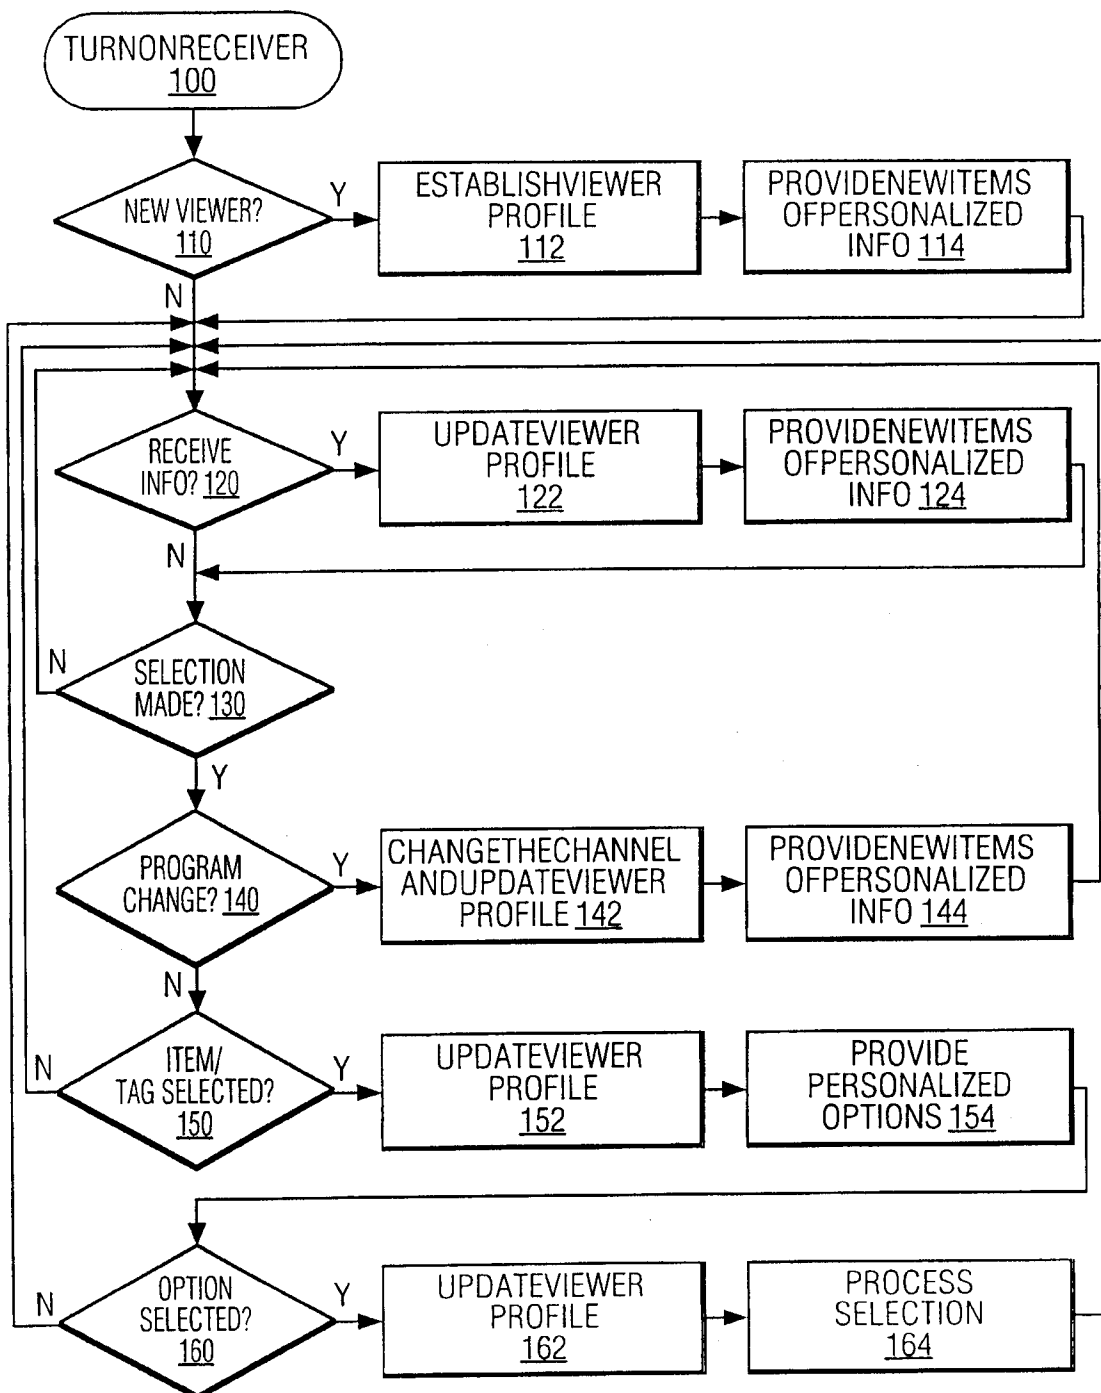 TURNONRECEIVER
100
NEW VIEWER?
110
Y
N
ESTABLISHVIEWER
PROFILE
112
PROVIDENEWITEMS
OFPERSONALIZED
INFO 114
RECEIVE
INFO? 120
Y
N
UPDATEVIEWER
PROFILE
122
PROVIDENEWITEMS
OFPERSONALIZED
INFO 124
N
SELECTION
MADE? 130
Y
PROGRAM
CHANGE? 140
Y
N
CHANGETHECHANNEL
ANDUPDATEVIEWER
PROFILE 142
PROVIDENEWITEMS
OFPERSONALIZED
INFO 144
N
ITEM/
TAG SELECTED?
150
Y
UPDATEVIEWER
PROFILE
152
PROVIDE
PERSONALIZED
OPTIONS 154
N
OPTION
SELECTED?
160
Y
UPDATEVIEWER
PROFILE
162
PROCESS
SELECTION
164